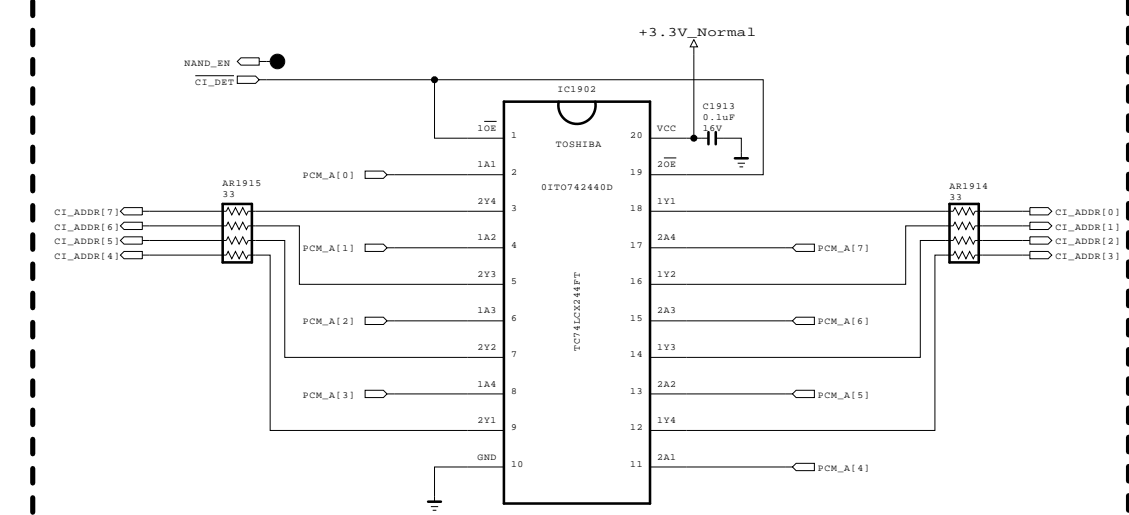 +3.3V_Normal
NAND_EN
CI_DET
IC1902
C1913
0.1uF
16V
1OE
1
20
VCC
TOSHIBA
1A1
2
19
2OE
PCM_A[0]
0ITO742440D
AR1915
33
AR1914
33
2Y4
3
18
1Y1
CI_ADDR[7]
CI_ADDR[0]
CI_ADDR[6]
CI_ADDR[1]
CI_ADDR[5]
CI_ADDR[2]
CI_ADDR[4]
CI_ADDR[3]
1A2
4
17
2A4
PCM_A[1]
PCM_A[7]
2Y3
5
16
1Y2
TC74LCX244FT
1A3
6
15
2A3
PCM_A[2]
PCM_A[6]
2Y2
7
14
1Y3
1A4
8
13
2A2
PCM_A[3]
PCM_A[5]
2Y1
9
12
1Y4
GND
10
11
2A1
PCM_A[4]